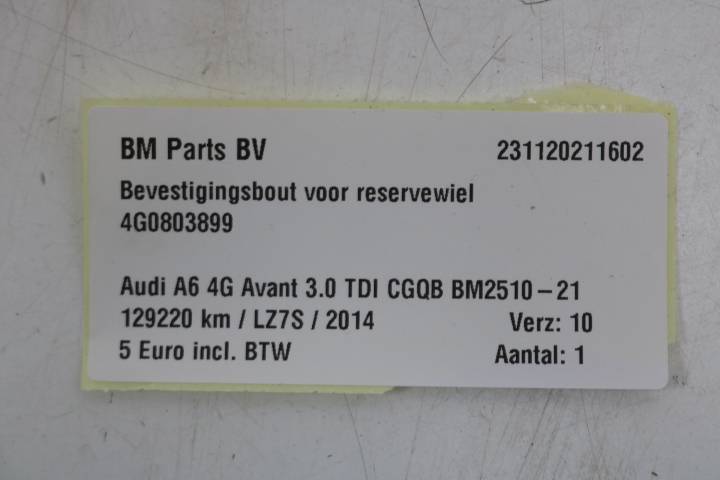 BM Parts BV 231120211602
Bevestigingsbout voor reservewiel
4G0803899
Audi A6 4G Avant 3.0 TDI CGQB BM2510-21
129220 km / LZ7S / 2014 Verz: 10
5 Euro incl. BTW Aantal: 1